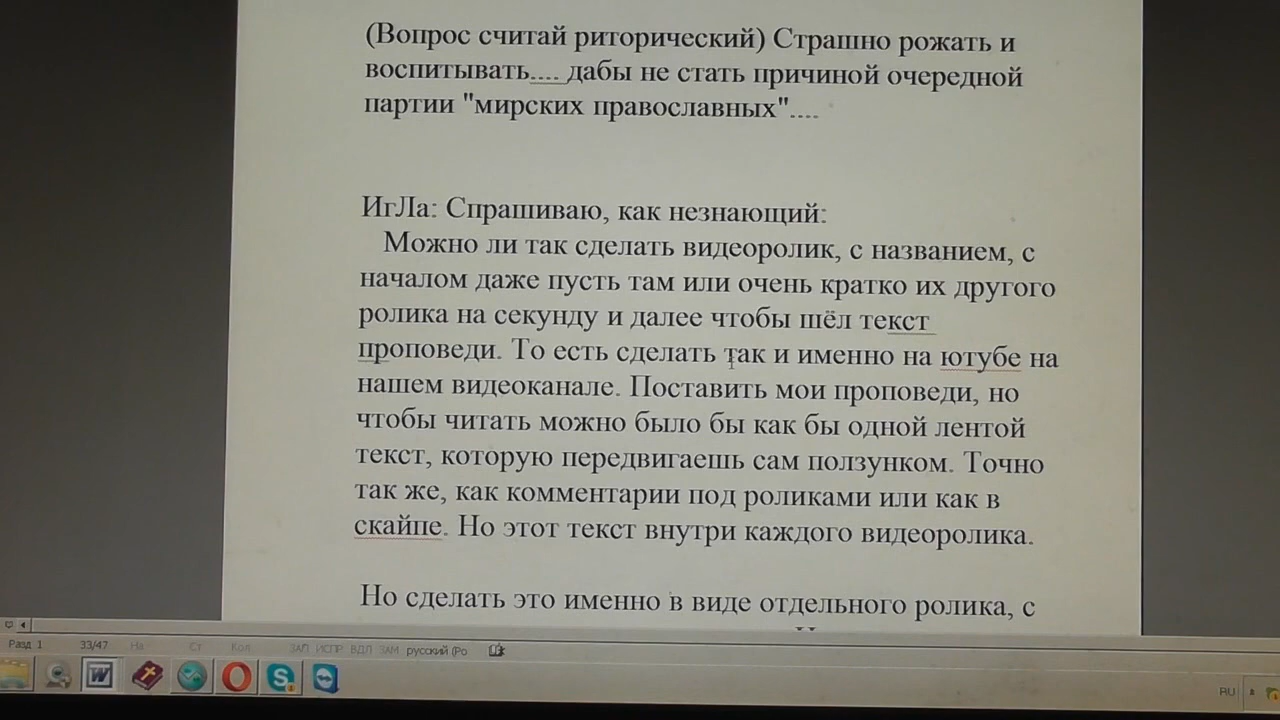 (Вопрос считай риторический) Страшно рожать и
воспитывать.... дабы не стать причиной очередной
партии "мирских православных"....
ИгЛа: Спрашиваю, как незнающий:
Можно ли так сделать видеоролик, с названием, с
началом даже пусть там или очень кратко их другого
ролика на секунду и далее чтобы шёл текст
проповеди. То есть сделать так и именно на ютубе на
нашем видеоканале. Поставить мои проповеди, но
чтобы читать можно было бы как бы одной лентой
текст, которую передвигаешь сам ползунком. Точно
так же, как комментарии под роликами или как в
скайпе. Но этот текст внутри каждого видеоролика.
Но сделать это именно в виде отдельного ролика, с
Разд 1 33/47 На Ст Кол ЗАП ИСПР ВДЛ ЗАМ русский (Ро
RU